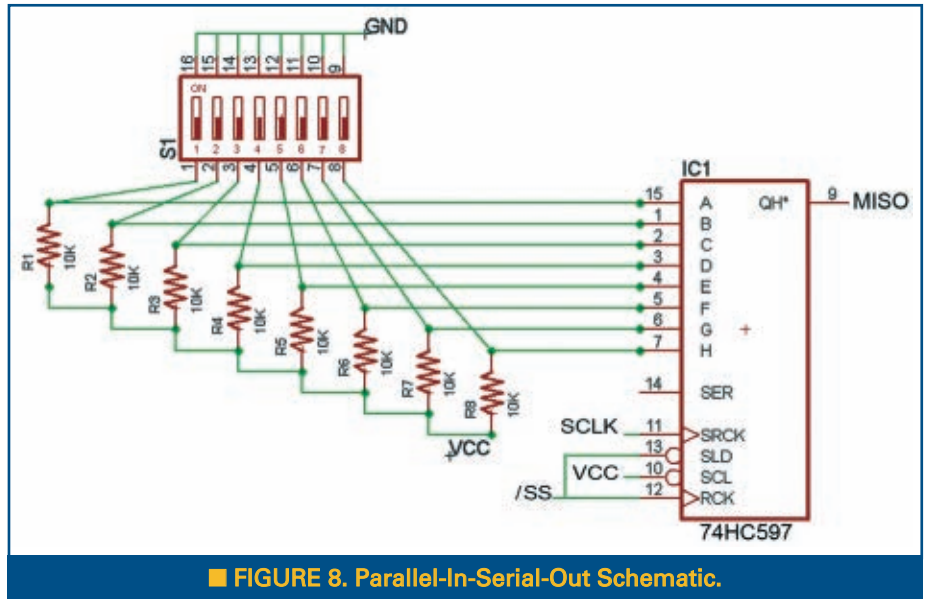 GND
16 15 14 13 12 11 10 9
ON
1 2 3 4 5 6 7 8
S1
1 2 3 4 5 6 7 8
IC1
15 A QH* 9 MISO
1 B
2 C
3 D
4 E
5 F
6 G
7 H
R1 10K
R2 10K
R3 10K
R4 10K
R5 10K
R6 10K
R7 10K
R8 10K
VCC
14 SER
SCLK 11 SRCK
13 SLD
VCC 10 SCL
/SS 12 RCK
74HC597
■ FIGURE 8. Parallel-In-Serial-Out Schematic.